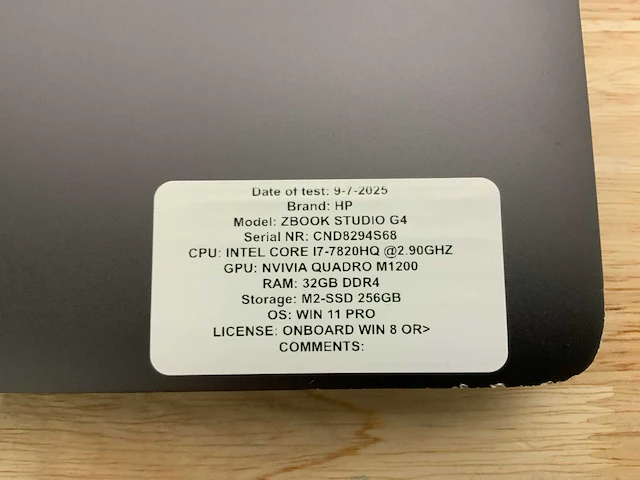 Date of test: 9-7-2025
Brand: HP
Model: ZBOOK STUDIO G4
Serial NR: CND8294S68
CPU: INTEL CORE I7-7820HQ @2.90GHZ
GPU: NVIVIA QUADRO M1200
RAM: 32GB DDR4
Storage: M2-SSD 256GB
OS: WIN 11 PRO
LICENSE: ONBOARD WIN 8 OR>
COMMENTS: